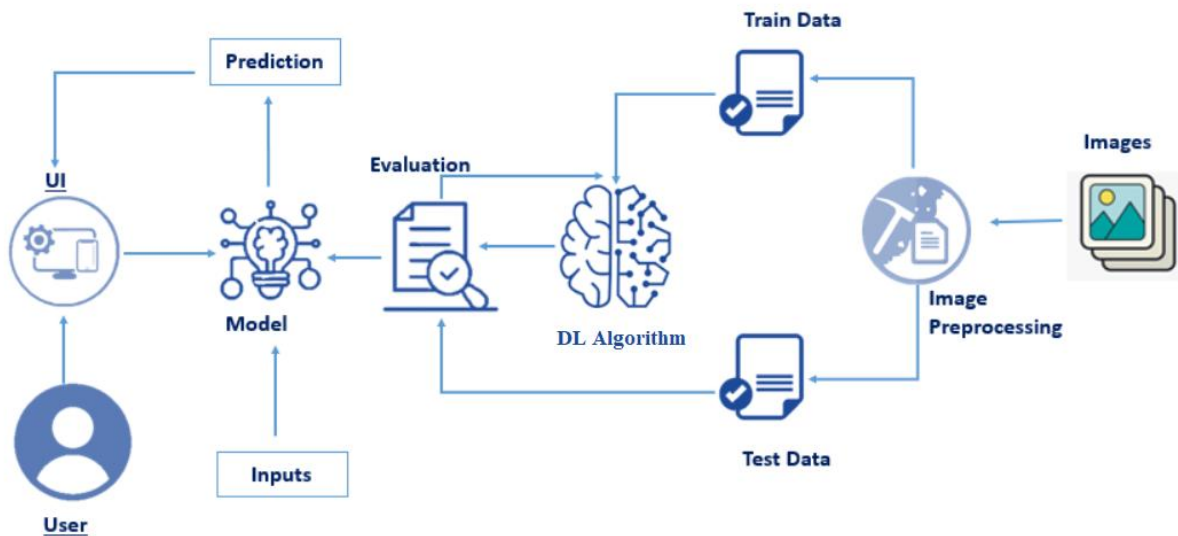 Train Data
Prediction
Images
Evaluation
UI
Model
DL Algorithm
Image
Preprocessing
Inputs
Test Data
User